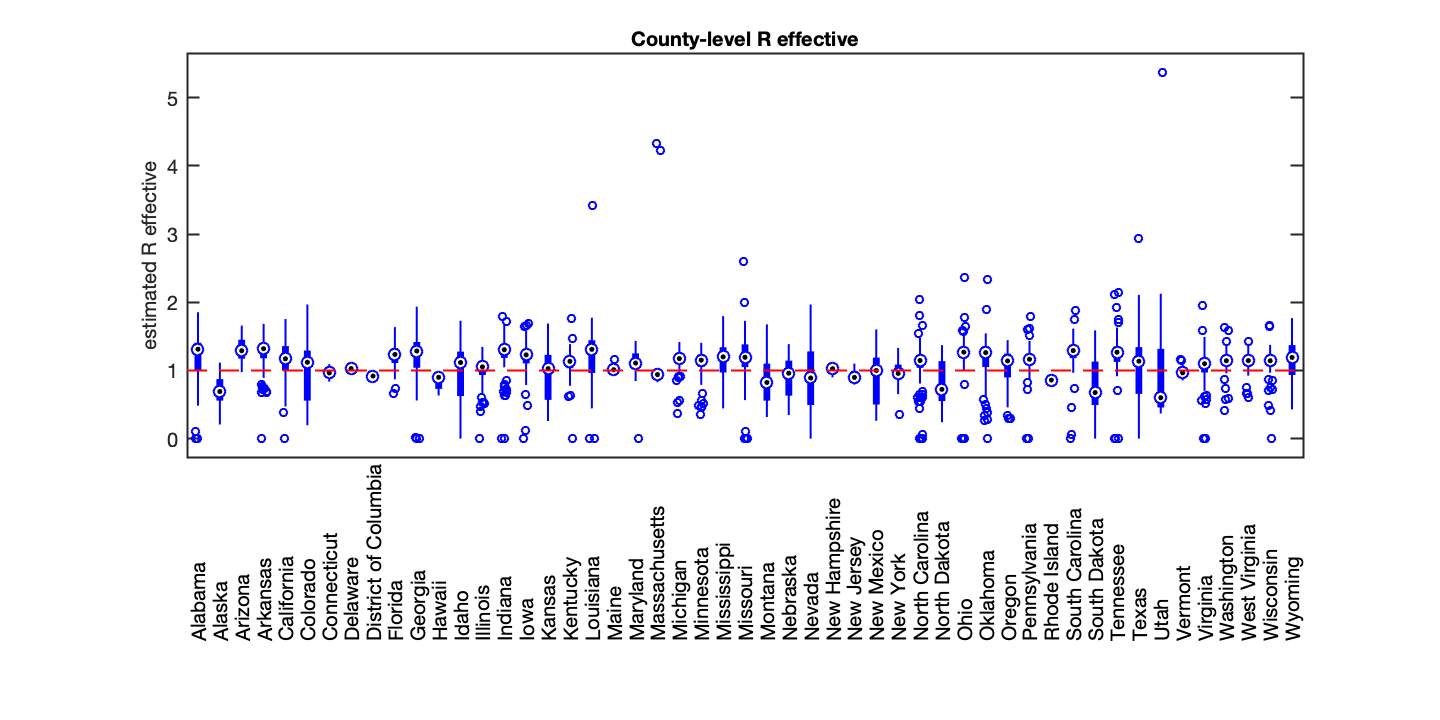 County-level R effective
estimated R effective
5
4
3
2
1
0
Alabama
Alaska
Arizona
Arkansas
California
Colorado
Connecticut
Delaware
District of Columbia
Florida
Georgia
Hawaii
Idaho
Illinois
Indiana
Iowa
Kansas
Kentucky
Louisiana
Maine
Maryland
Massachusetts
Michigan
Minnesota
Mississippi
Missouri
Montana
Nebraska
Nevada
New Hampshire
New Jersey
New Mexico
New York
North Carolina
North Dakota
Ohio
Oklahoma
Oregon
Pennsylvania
Rhode Island
South Carolina
South Dakota
Tennessee
Texas
Utah
Vermont
Virginia
Washington
West Virginia
Wisconsin
Wyoming